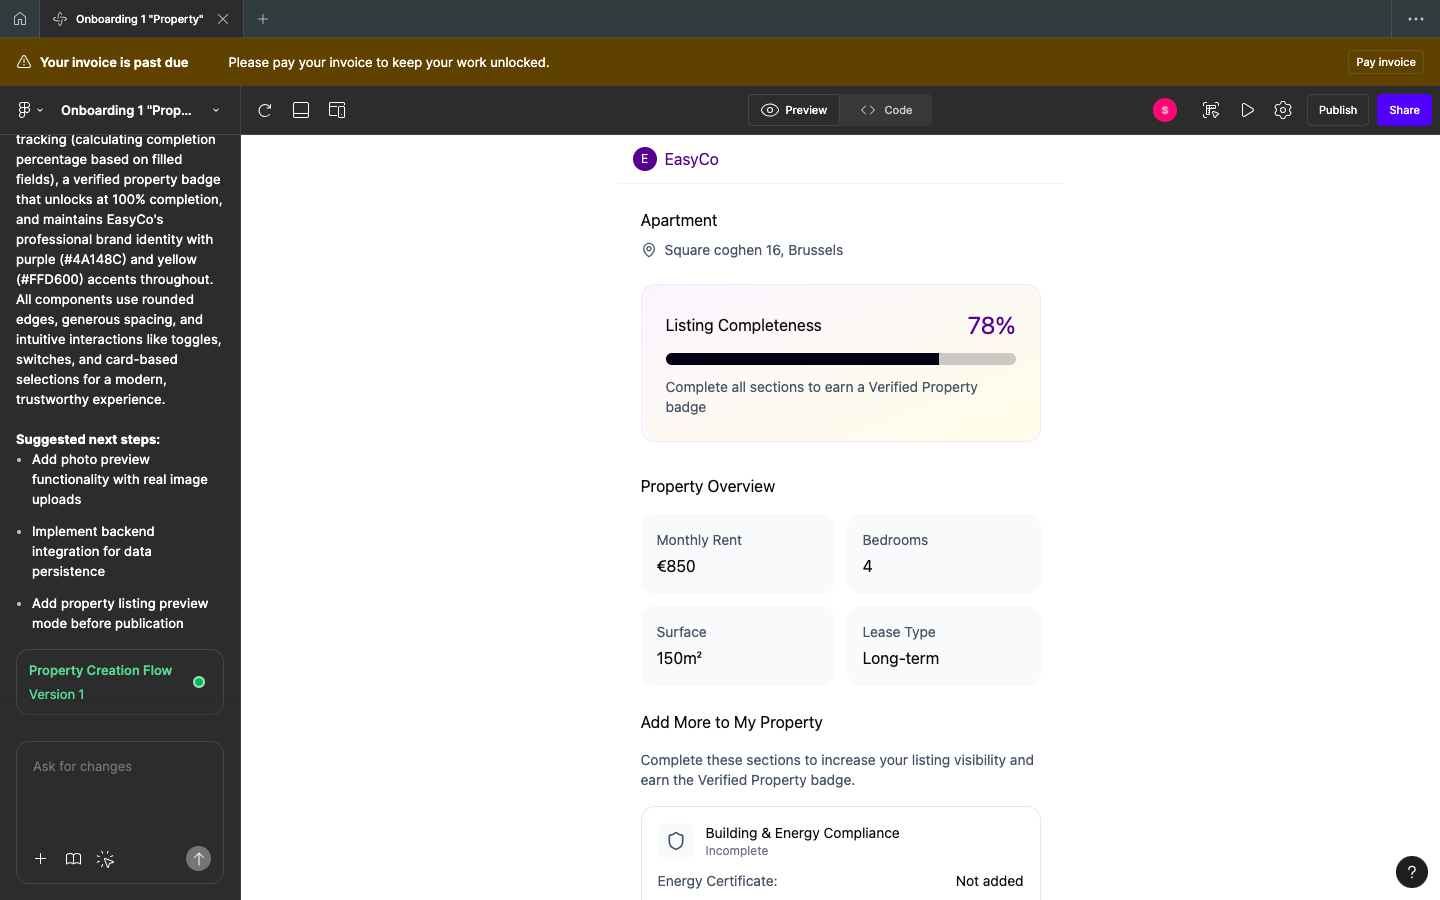 Onboarding 1 "Property"
Your invoice is past due
Please pay your invoice to keep your work unlocked.
Pay invoice
Onboarding 1 "Prop...
Preview
Code
S
Publish
Share
tracking (calculating completion
percentage based on filled
fields), a verified property badge
that unlocks at 100% completion,
and maintains EasyCo's
professional brand identity with
purple (#4A148C) and yellow
(#FFD600) accents throughout.
All components use rounded
edges, generous spacing, and
intuitive interactions like toggles,
switches, and card-based
selections for a modern,
trustworthy experience.
Suggested next steps:
• Add photo preview
functionality with real image
uploads
• Implement backend
integration for data
persistence
• Add property listing preview
mode before publication
Property Creation Flow
Version 1
Ask for changes
E
EasyCo
Apartment
Square coghen 16, Brussels
Listing Completeness
78%
Complete all sections to earn a Verified Property
badge
Property Overview
Monthly Rent
€850
Bedrooms
4
Surface
150m²
Lease Type
Long-term
Add More to My Property
Complete these sections to increase your listing visibility and
earn the Verified Property badge.
Building & Energy Compliance
Incomplete
Energy Certificate:
Not added
?